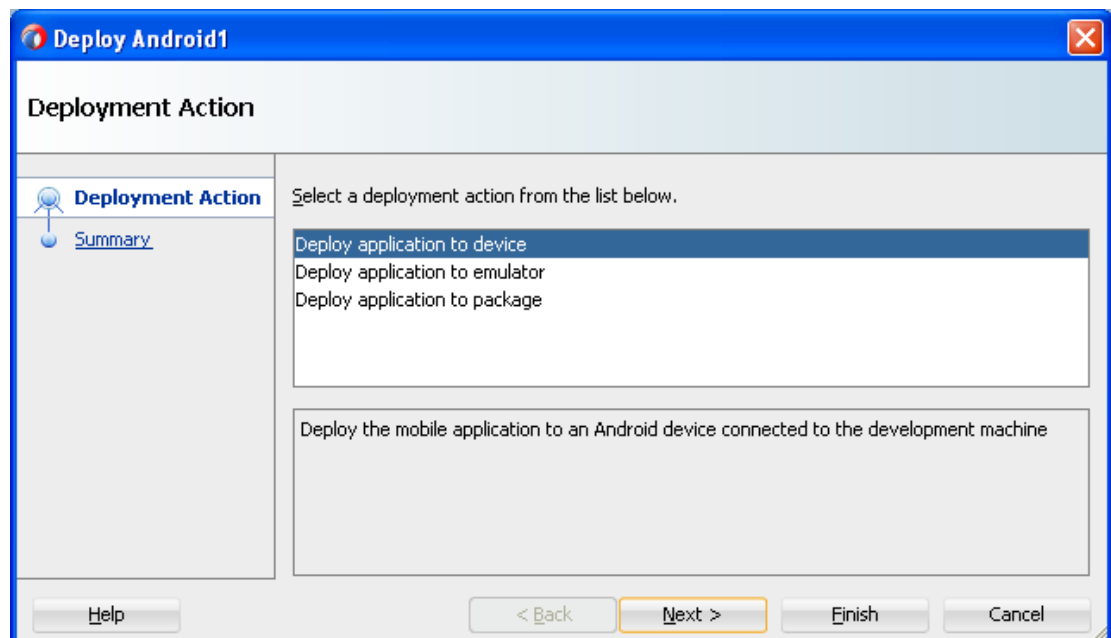 Deploy Android1
Deployment Action
Deployment Action
Summary
Select a deployment action from the list below.
Deploy application to device
Deploy application to emulator
Deploy application to package
Deploy the mobile application to an Android device connected to the development machine
Help
< Back
Next >
Finish
Cancel